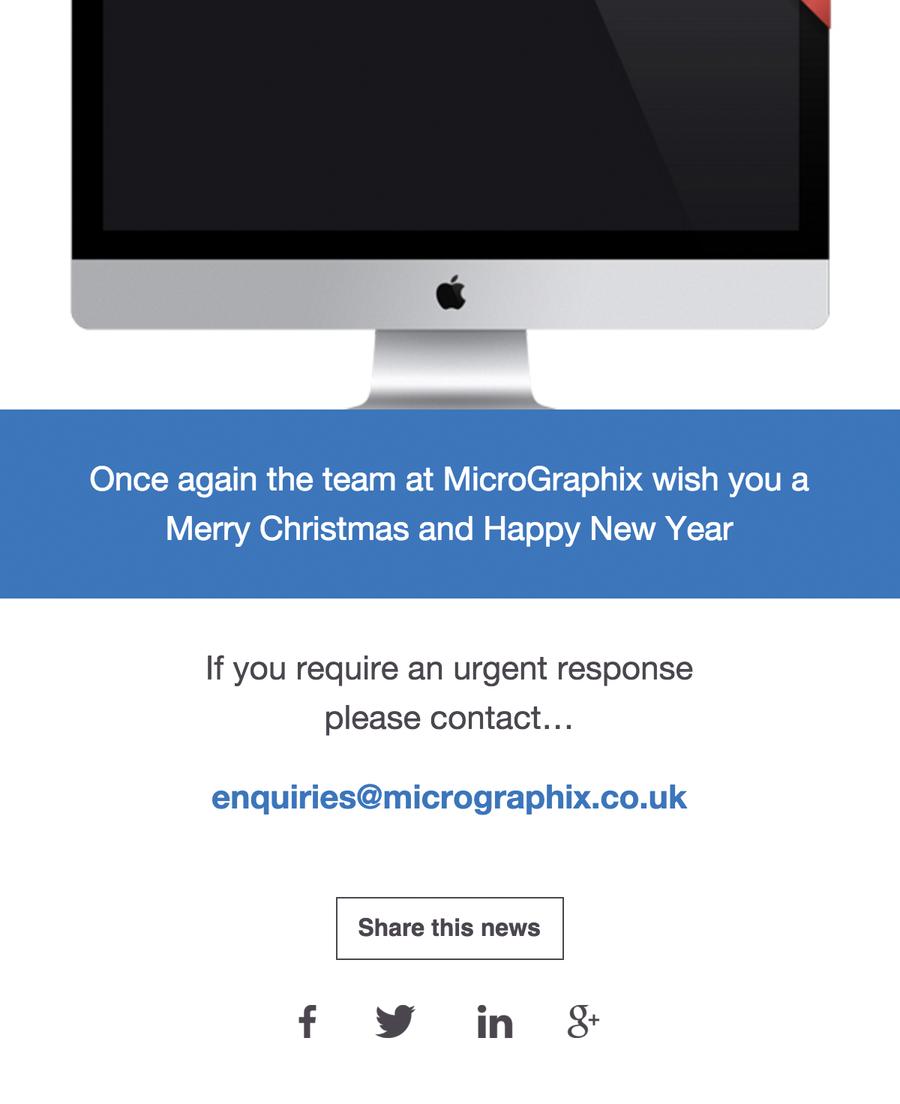 Once again the team at MicroGraphix wish you a
Merry Christmas and Happy New Year
If you require an urgent response
please contact...
enquiries@micrographix.co.uk
Share this news
f in g+